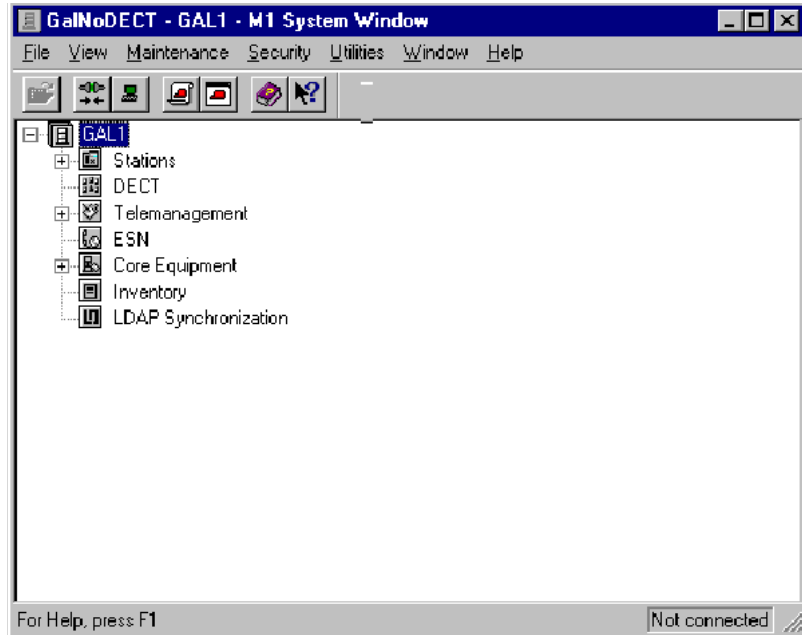 GalNoDECT - GAL1 - M1 System Window
File View Maintenance Security Utilities Window Help
GAL1
Stations
DECT
Telemanagement
ESN
Core Equipment
Inventory
LDAP Synchronization
For Help, press F1 Not connected